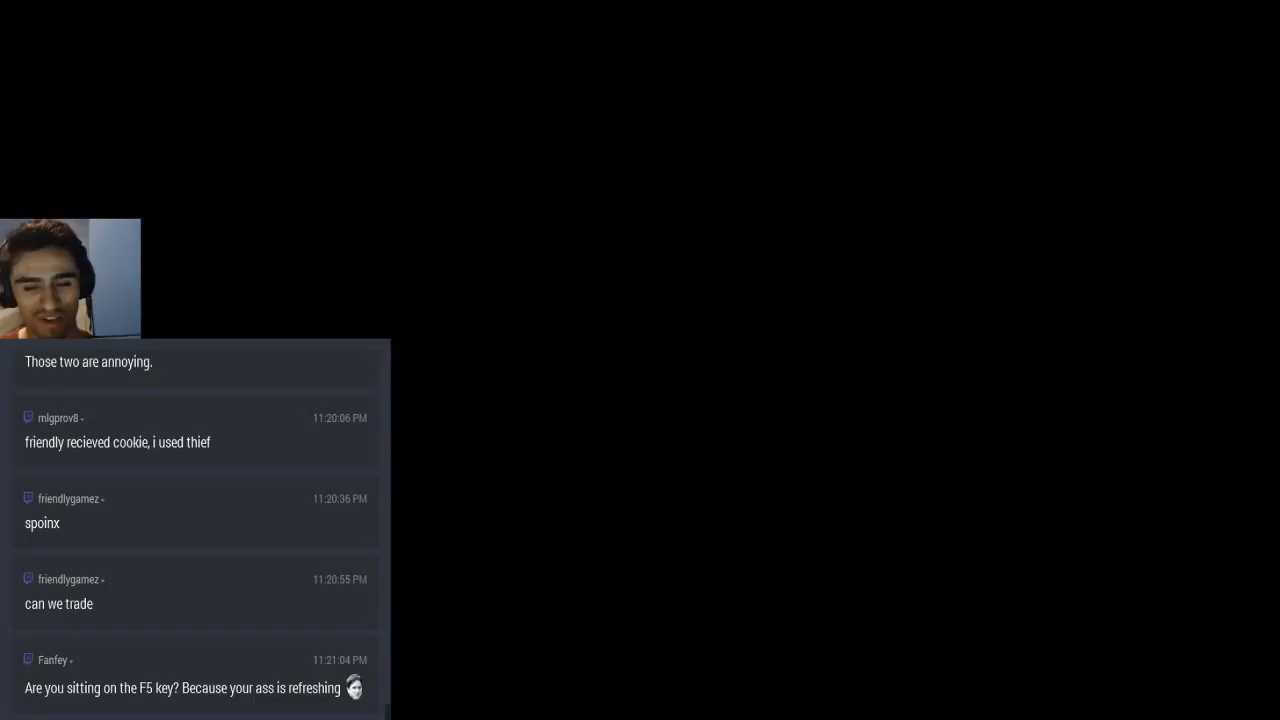 Those two are annoying.
mlgprov8
11:20:06 PM
friendly recieved cookie, i used thief
friendlygamez
11:20:36 PM
spoinx
friendlygamez
11:20:55 PM
can we trade
Fanfey
11:21:04 PM
Are you sitting on the F5 key? Because your ass is refreshing